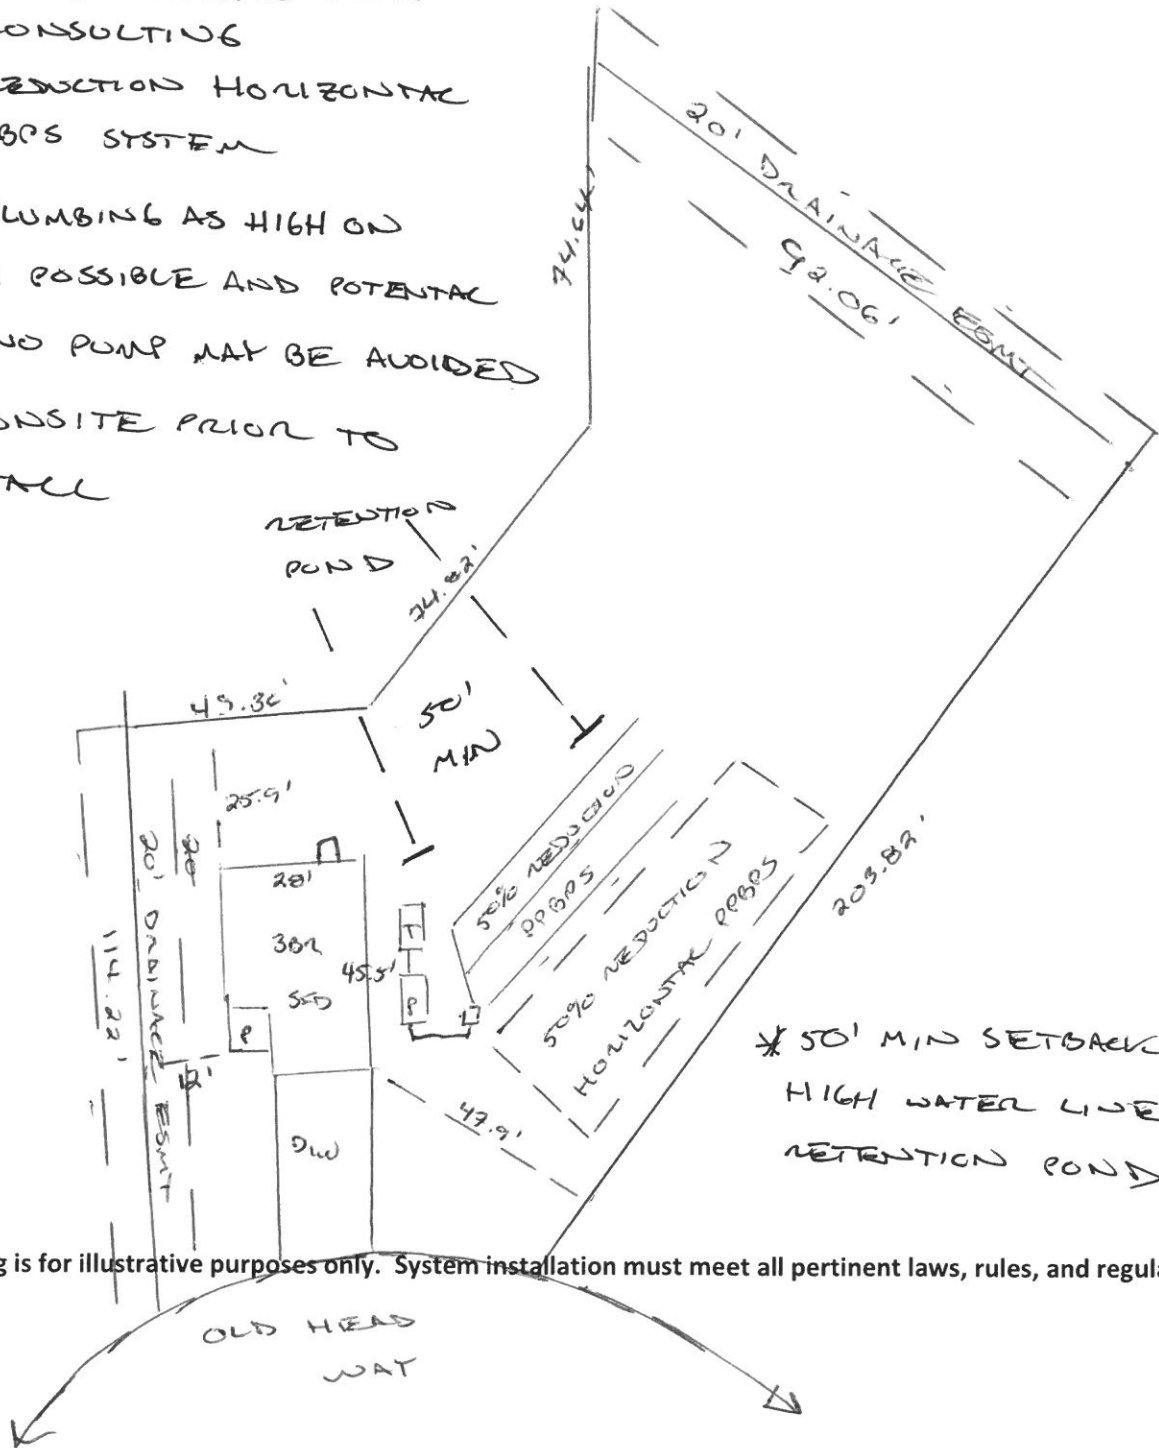 ONSULTING
EDUCTION HORIZONTAL
BPS SYSTEM
LUMBING AS HIGH ON
POSSIBLE AND POTENTAL
NO PUMP MAY BE AVOIDED
ONSITE PRIOR TO
TALL
20' DRAINAGE ESMT
92.06'
74.64'
RETENTION
POND
74.82'
49.36'
50'
MIN
25.9'
20
20' DRAINAGE ESMT
114.22'
28'
3BR
45.5'
SFD
P
12'
T
P
50% REDUCTION
PPBPS
50% REDUCTION
HORIZONTAL PPBPS
203.82'
47.9'
DW
* 50' MIN SETBACK
HIGH WATER LINE
RETENTION POND
g is for illustrative purposes only. System installation must meet all pertinent laws, rules, and regula
OLD HEAD
WAY